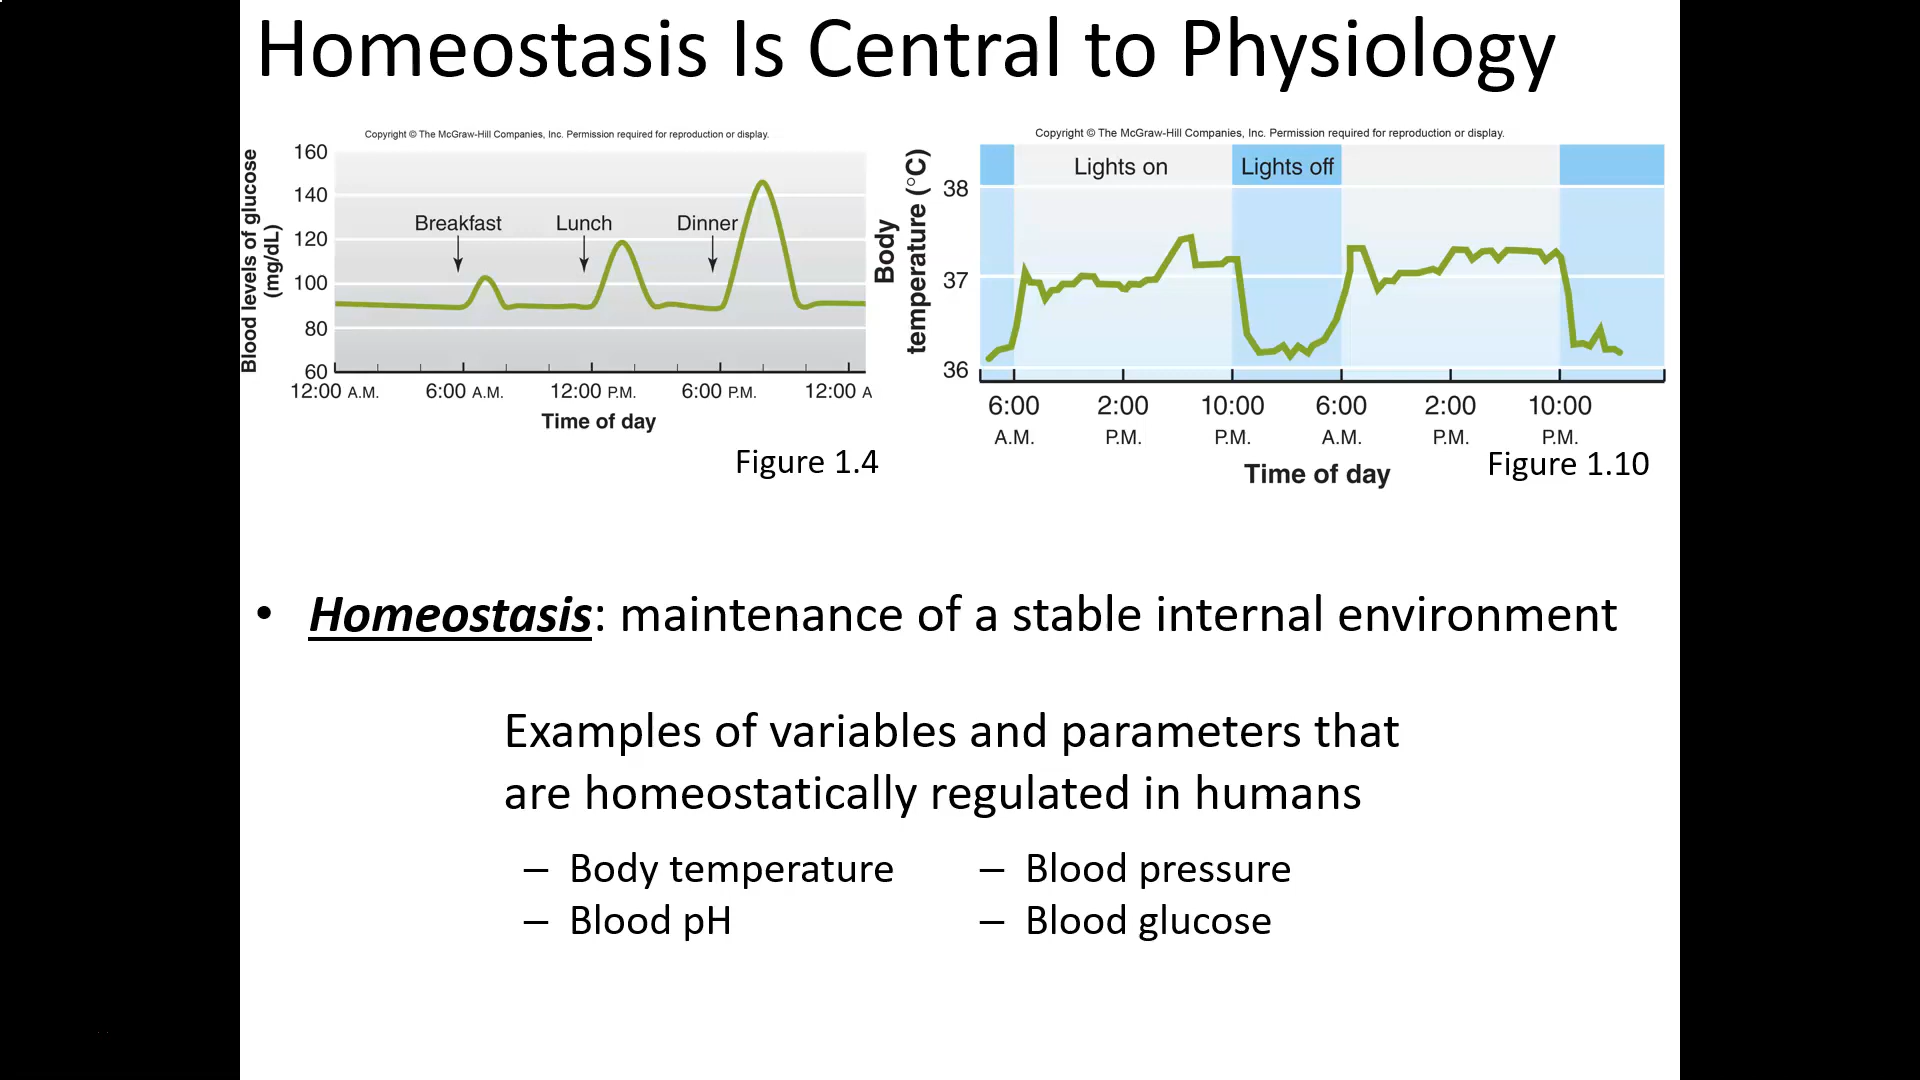 Homeostasis Is Central to Physiology
Copyright © The McGraw-Hill Companies, Inc. Permission required for reproduction or display.
Blood levels of glucose
(mg/dL)
160
140
120
100
80
60
Breakfast
Lunch
Dinner
12:00 A.M.
6:00 A.M.
12:00 P.M.
6:00 P.M.
12:00 A
Time of day
Figure 1.4
Copyright © The McGraw-Hill Companies, Inc. Permission required for reproduction or display.
Body
temperature (°C)
Lights on
Lights off
38
37
36
6:00 2:00 10:00 6:00 2:00 10:00
A.M. P.M. P.M. A.M. P.M. P.M.
Time of day
Figure 1.10
• Homeostasis: maintenance of a stable internal environment
Examples of variables and parameters that
are homeostatically regulated in humans
– Body temperature
– Blood pH
– Blood pressure
– Blood glucose